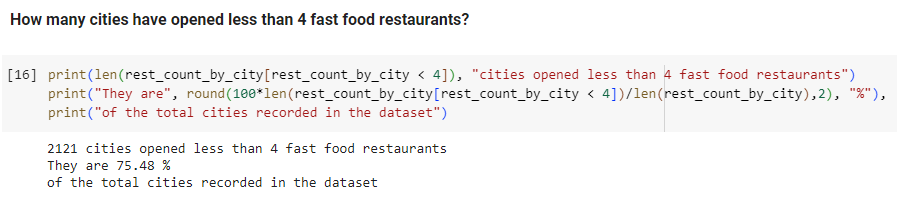 How many cities have opened less than 4 fast food restaurants?
[16] print(len(rest_count_by_city[rest_count_by_city < 4]), "cities opened less than 4 fast food restaurants")
print("They are", round(100*len(rest_count_by_city[rest_count_by_city < 4])/len(rest_count_by_city),2), "%"),
print("of the total cities recorded in the dataset")
2121 cities opened less than 4 fast food restaurants
They are 75.48 %
of the total cities recorded in the dataset